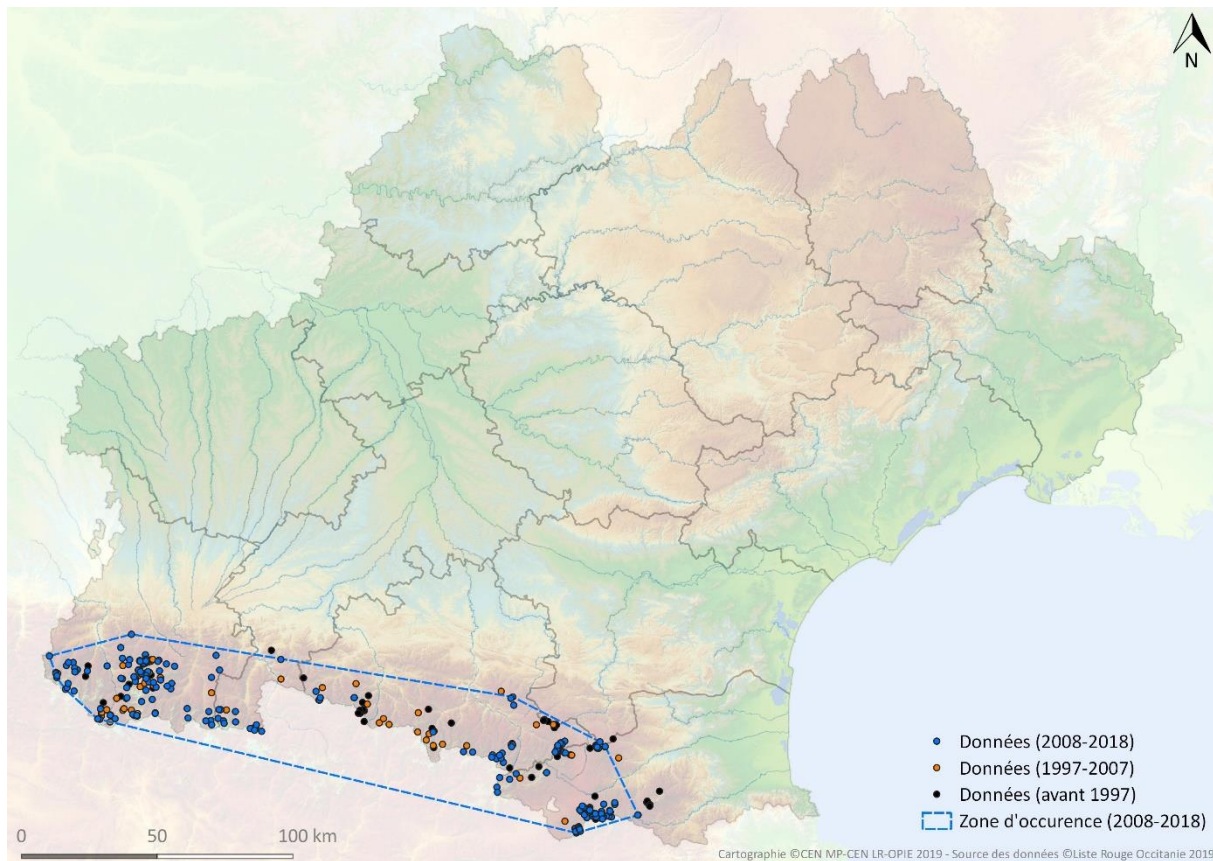 N
Données (2008-2018)
Données (1997-2007)
Données (avant 1997)
Zone d'occurence (2008-2018)
0 50 100 km
Cartographie ©CEN MP-CEN LR-OPIE 2019 - Source des données ©Liste Rouge Occitanie 2019